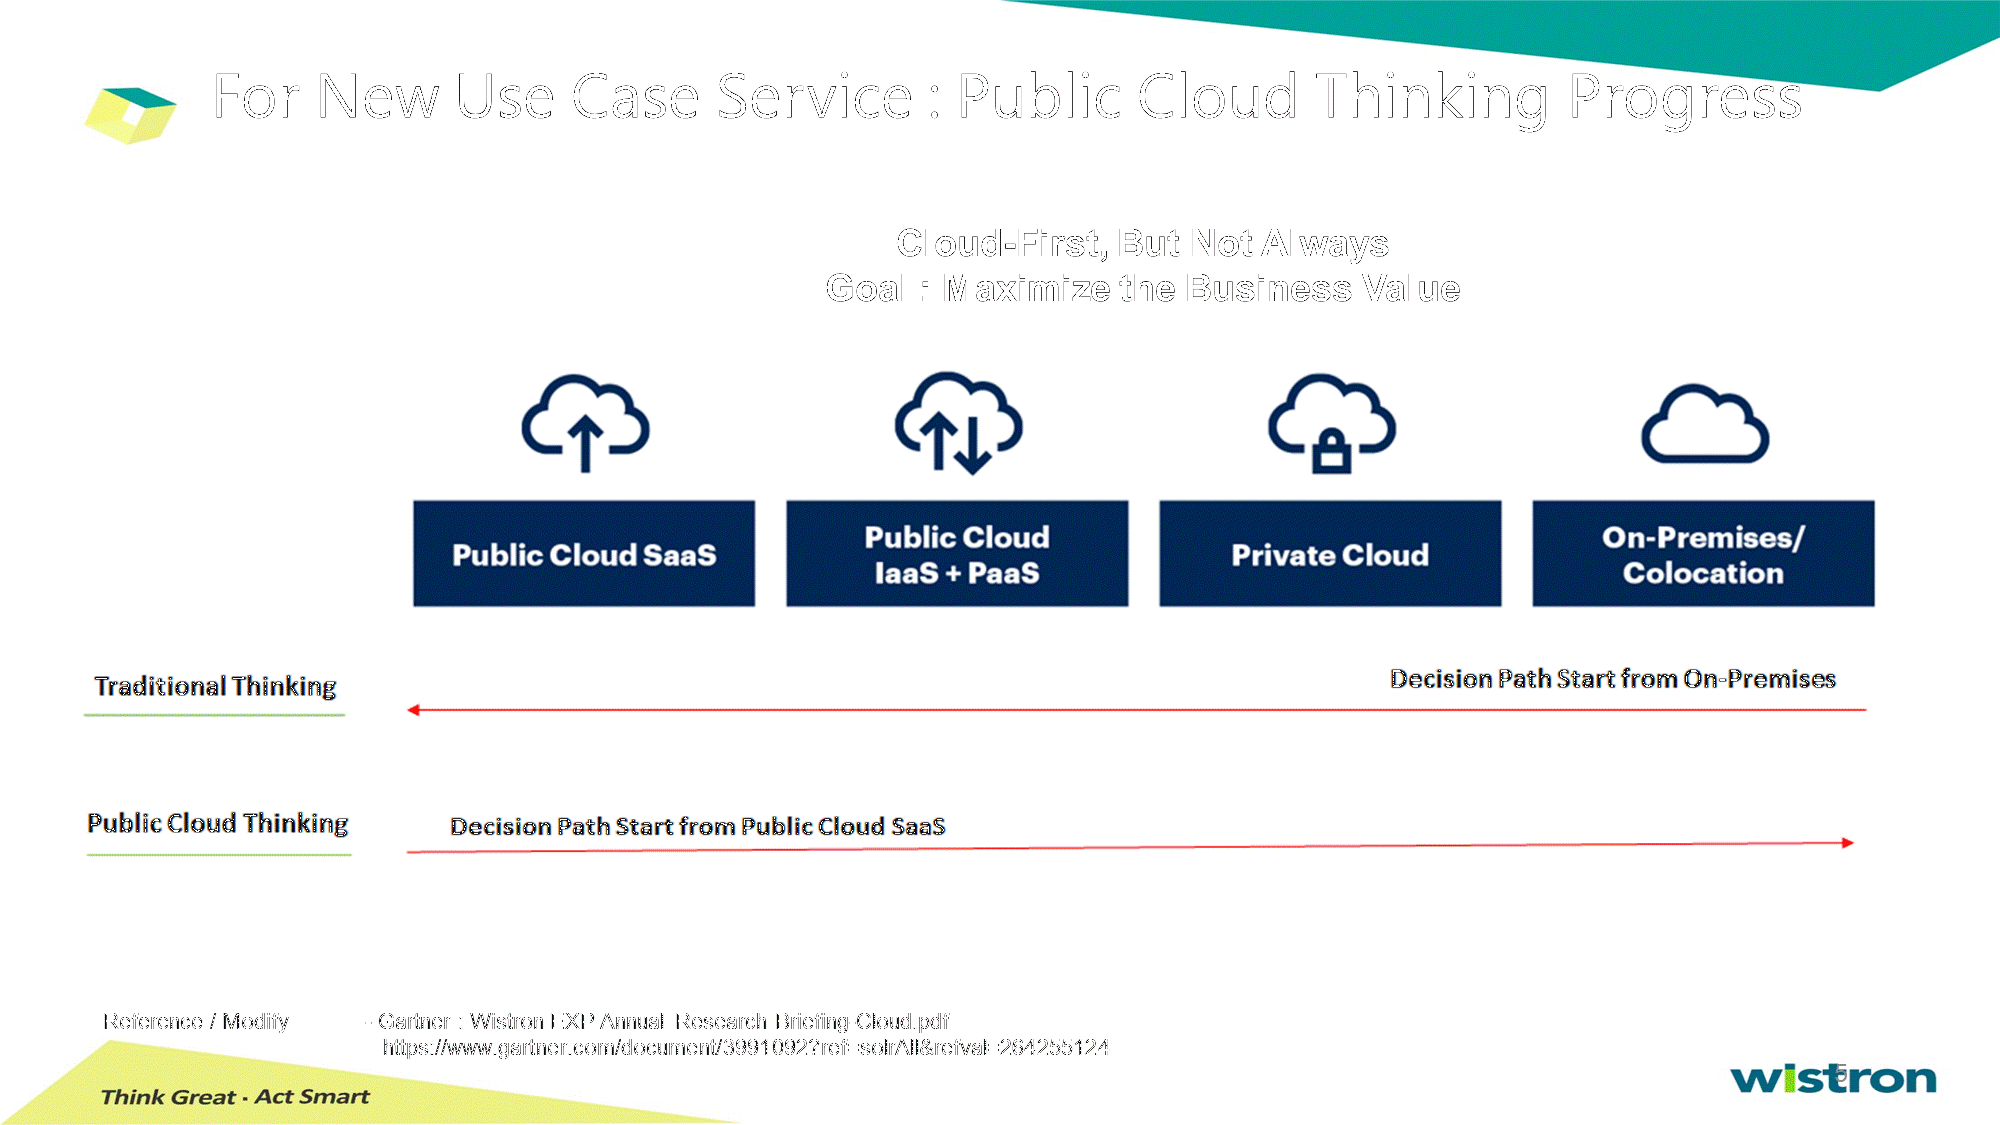 For New Use Case Service : Public Cloud Thinking Progress
Cloud-First, But Not Always
Goal : Maximize the Business Value
Public Cloud SaaS
Public Cloud
IaaS + PaaS
Private Cloud
On-Premises/
Colocation
Traditional Thinking
Decision Path Start from On-Premises
Public Cloud Thinking
Decision Path Start from Public Cloud SaaS
Reference / Modify - Gartner : Wistron EXP Annual Research Briefing-Cloud.pdf
https://www.gartner.com/document/3991092?ref=solrAll&refval=264255124
Think Great · Act Smart
wistron
5